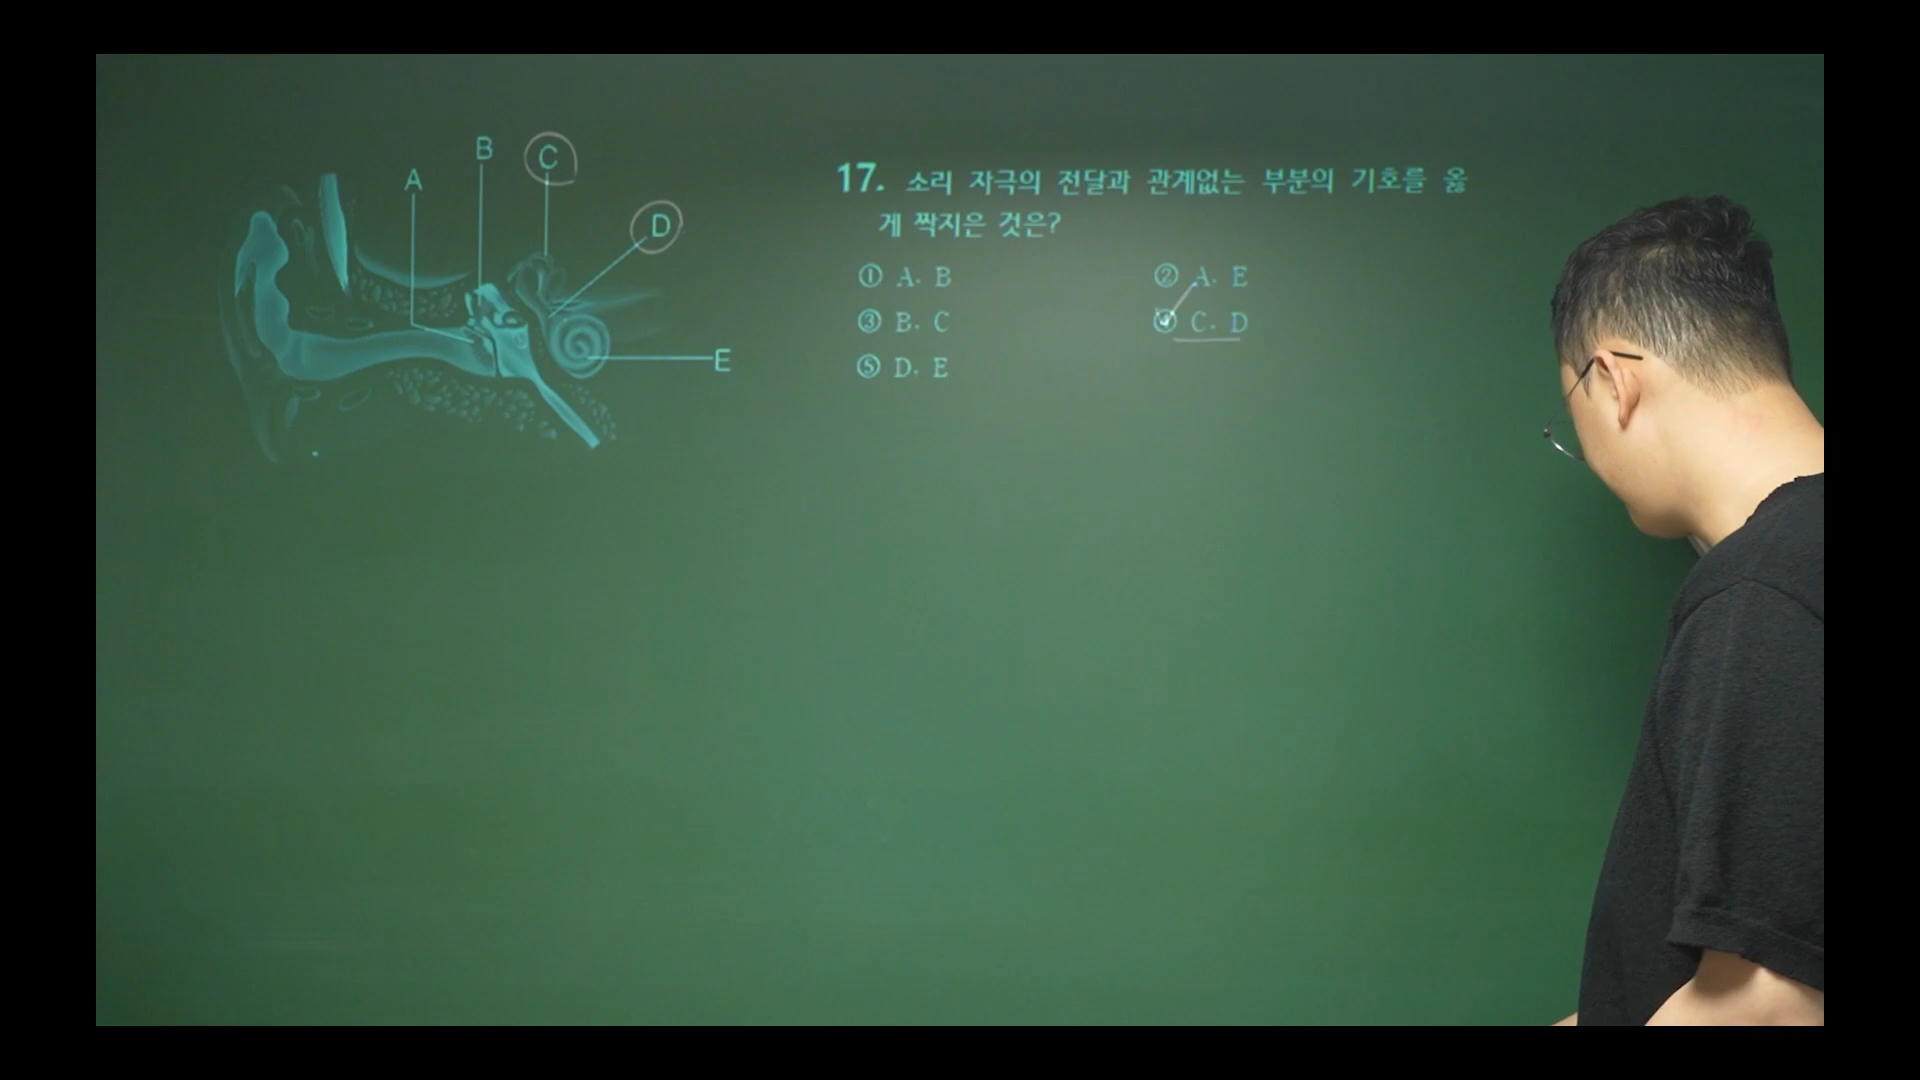 A
B
C
D
E
17. 소리 자극의 전달과 관계없는 부분의 기호를 옳
게 짝지은 것은?
① A. B
② A. E
③ B. C
④ C. D
⑤ D. E